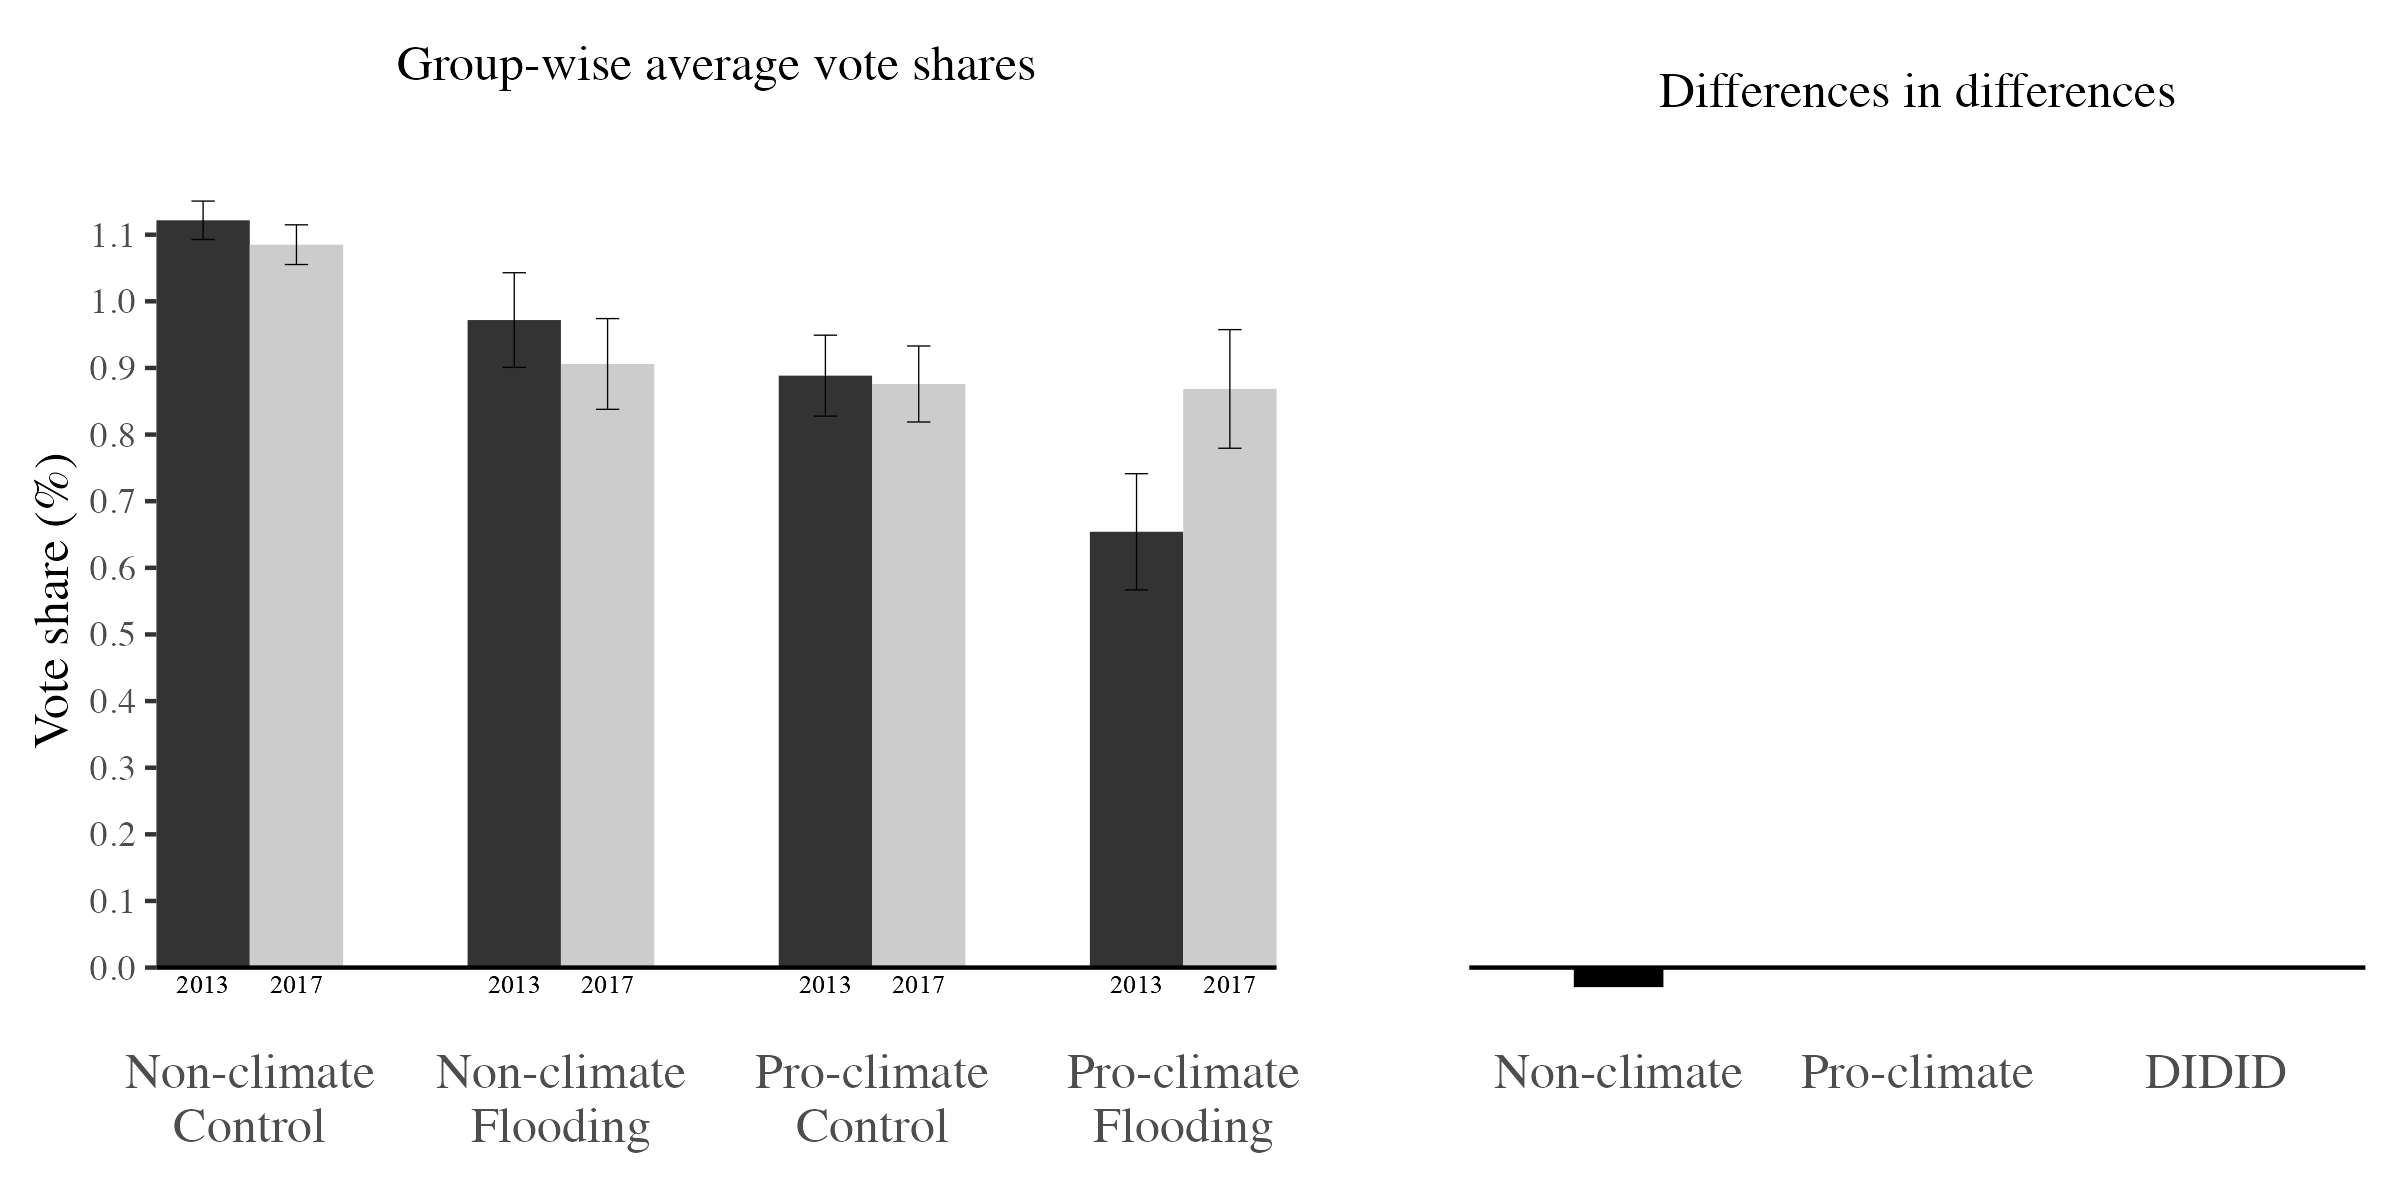 Group-wise average vote shares
Differences in differences
Vote share (%)
1.1
1.0
0.9
0.8
0.7
0.6
0.5
0.4
0.3
0.2
0.1
0.0
2013 2017 2013 2017 2013 2017 2013 2017
Non-climate Control
Non-climate Flooding
Pro-climate Control
Pro-climate Flooding
Non-climate
Pro-climate
DIDID